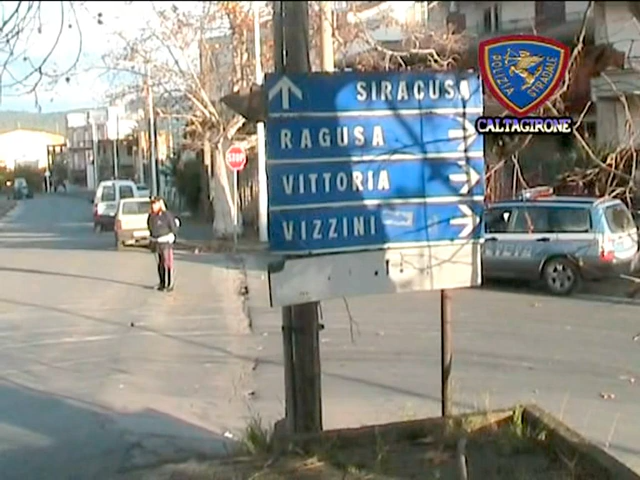 POLIZIA STRADALE
CALTAGIRONE
SIRACUSA
RAGUSA
STOP
VITTORIA
VIZZINI